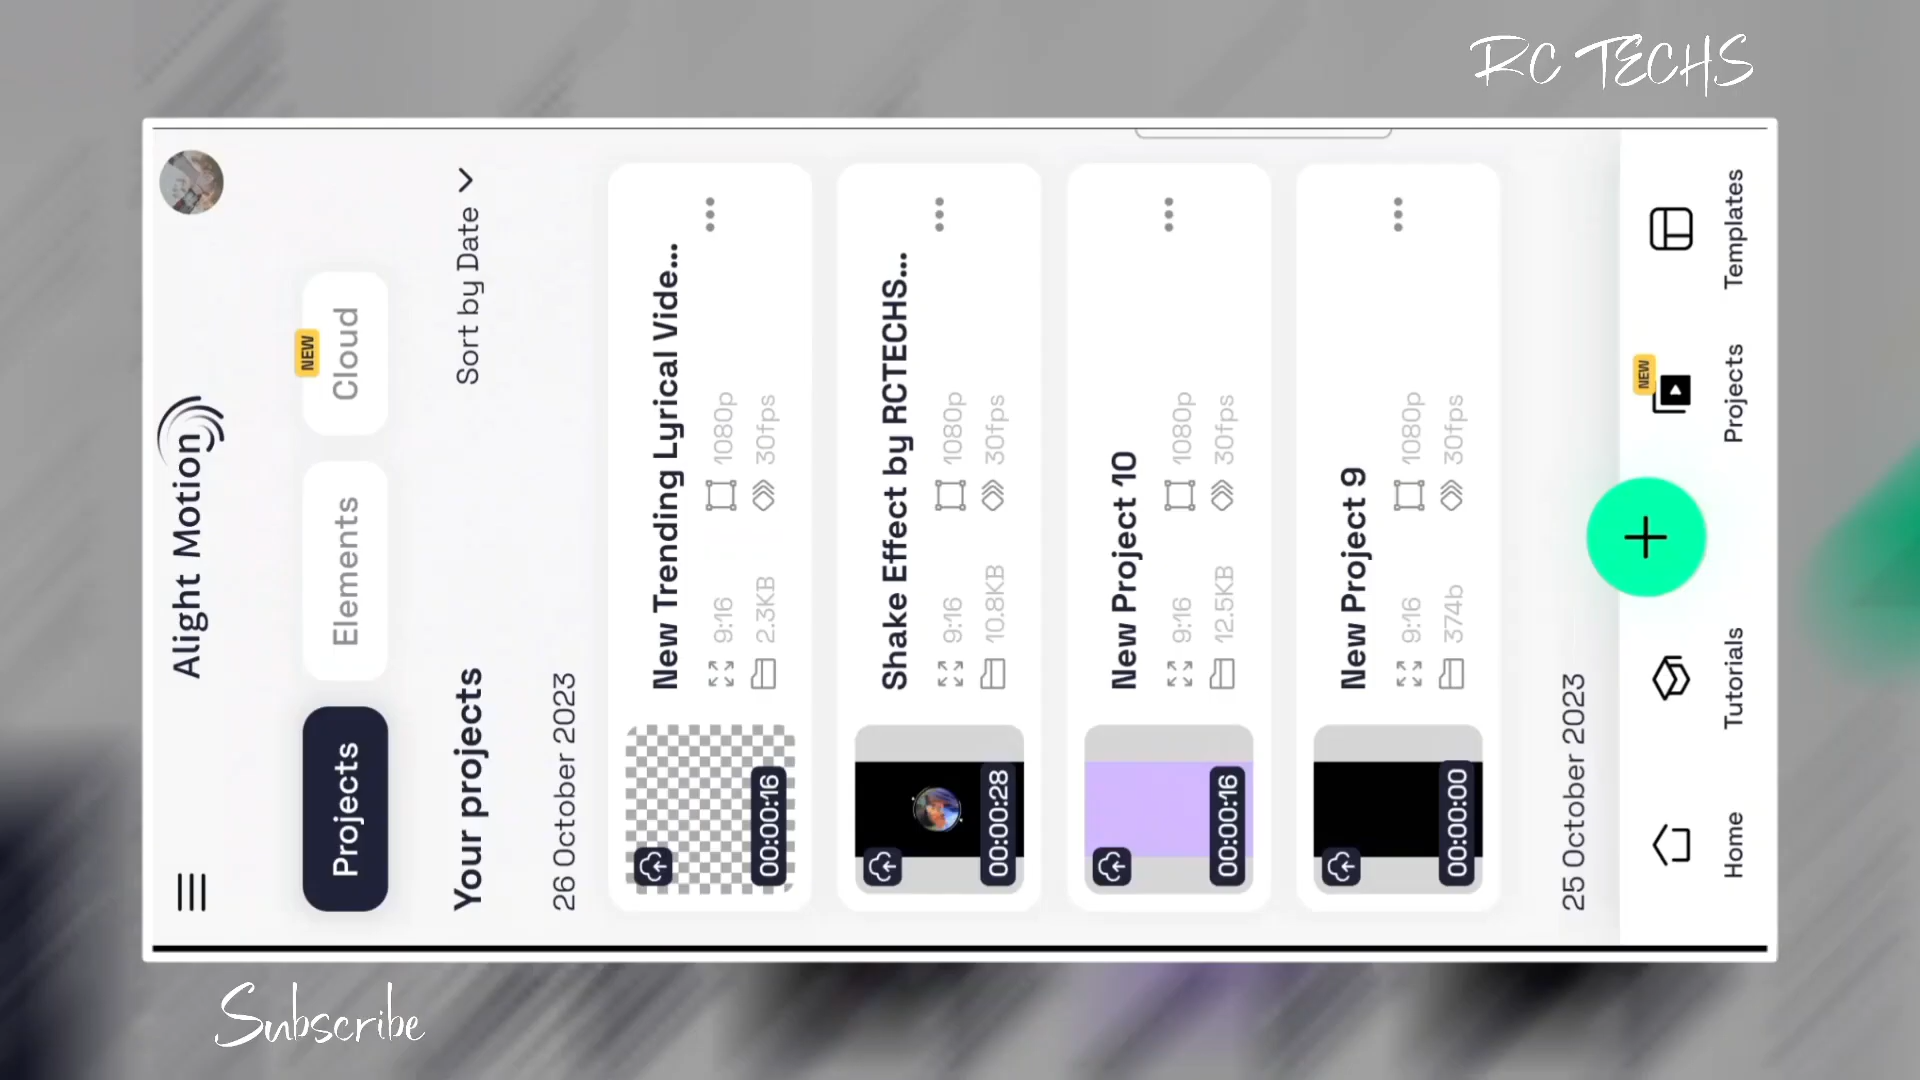 RC TECHS
Alight Motion
Projects
Elements
Cloud
NEW
Your projects
Sort by Date
26 October 2023
New Trending Lyrical Vide...
9:16
1080p
2.3KB
30fps
00:00:16
Shake Effect by RCTECHS...
9:16
1080p
10.8KB
30fps
00:00:28
New Project 10
9:16
1080p
12.5KB
30fps
00:00:16
New Project 9
9:16
1080p
374b
30fps
00:00:00
25 October 2023
Home
Tutorials
NEW
Projects
Templates
Subscribe